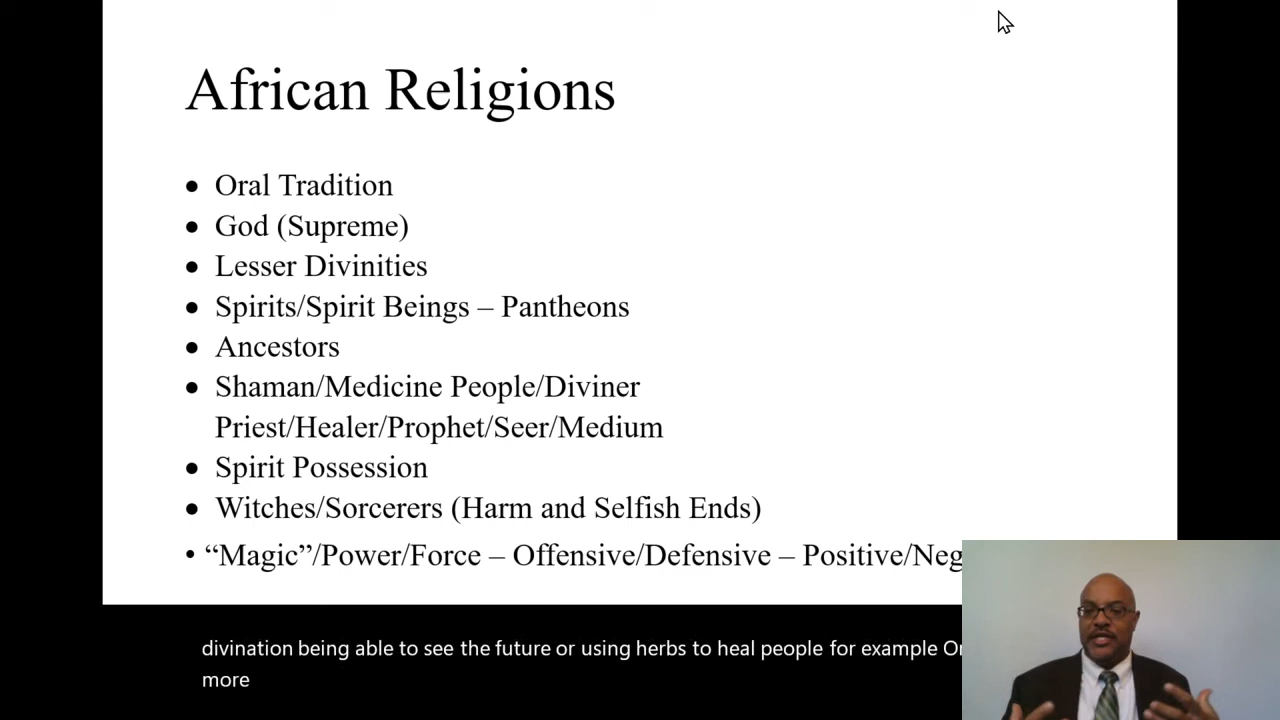 African Religions
• Oral Tradition
• God (Supreme)
• Lesser Divinities
• Spirits/Spirit Beings – Pantheons
• Ancestors
• Shaman/Medicine People/Diviner
Priest/Healer/Prophet/Seer/Medium
• Spirit Possession
• Witches/Sorcerers (Harm and Selfish Ends)
• “Magic”/Power/Force – Offensive/Defensive – Positive/Neg
divination being able to see the future or using herbs to heal people for example
more